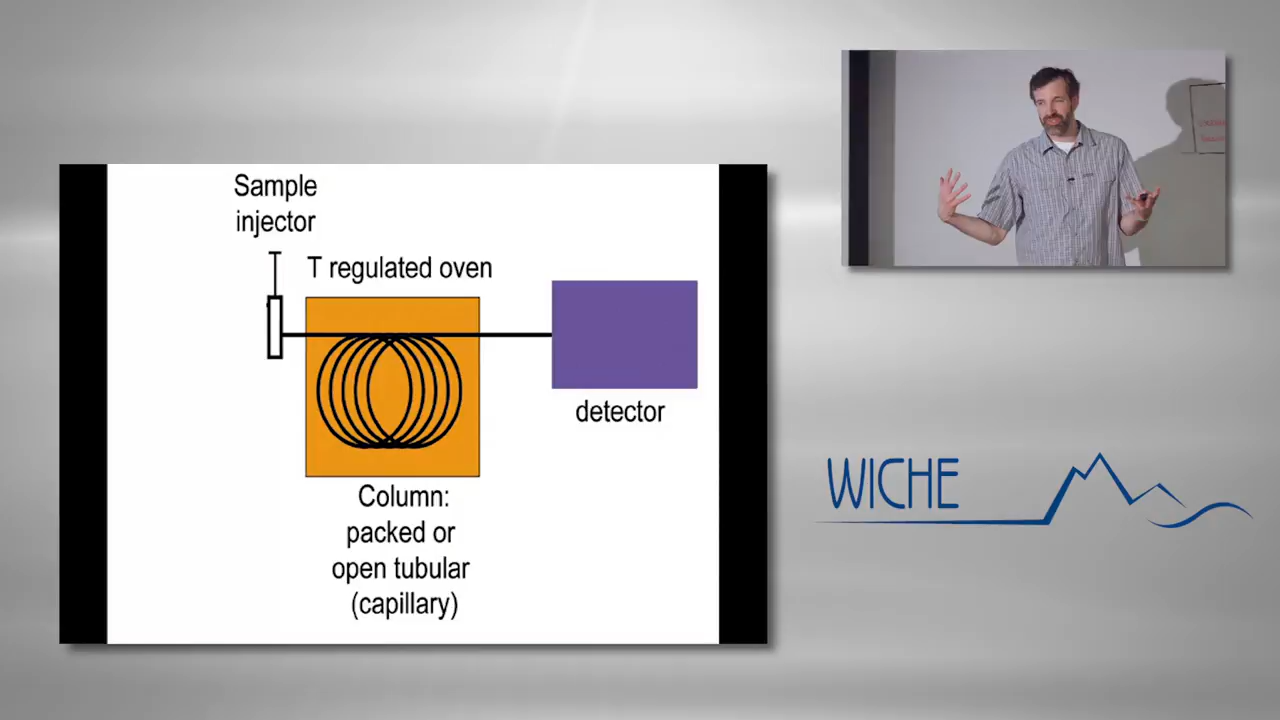 Sample
injector
T regulated oven
detector
Column:
packed or
open tubular
(capillary)
WICHE